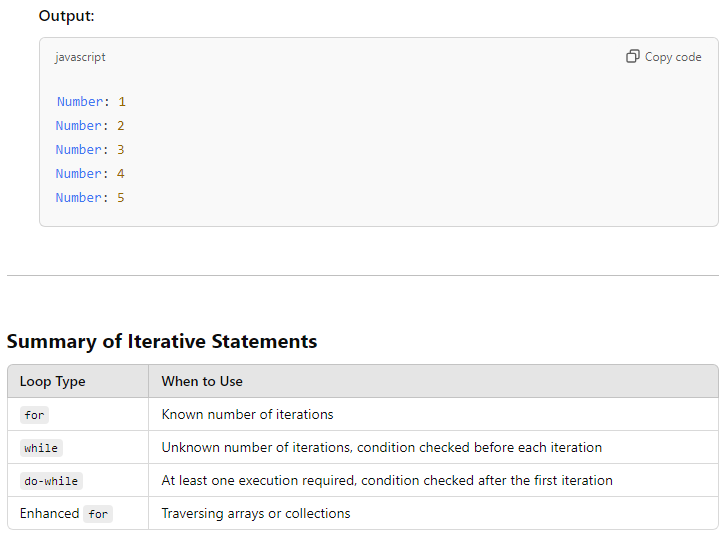 Output:
javascript Copy code
Number: 1
Number: 2
Number: 3
Number: 4
Number: 5
Summary of Iterative Statements
Loop Type When to Use
for Known number of iterations
while Unknown number of iterations, condition checked before each iteration
do-while At least one execution required, condition checked after the first iteration
Enhanced for Traversing arrays or collections